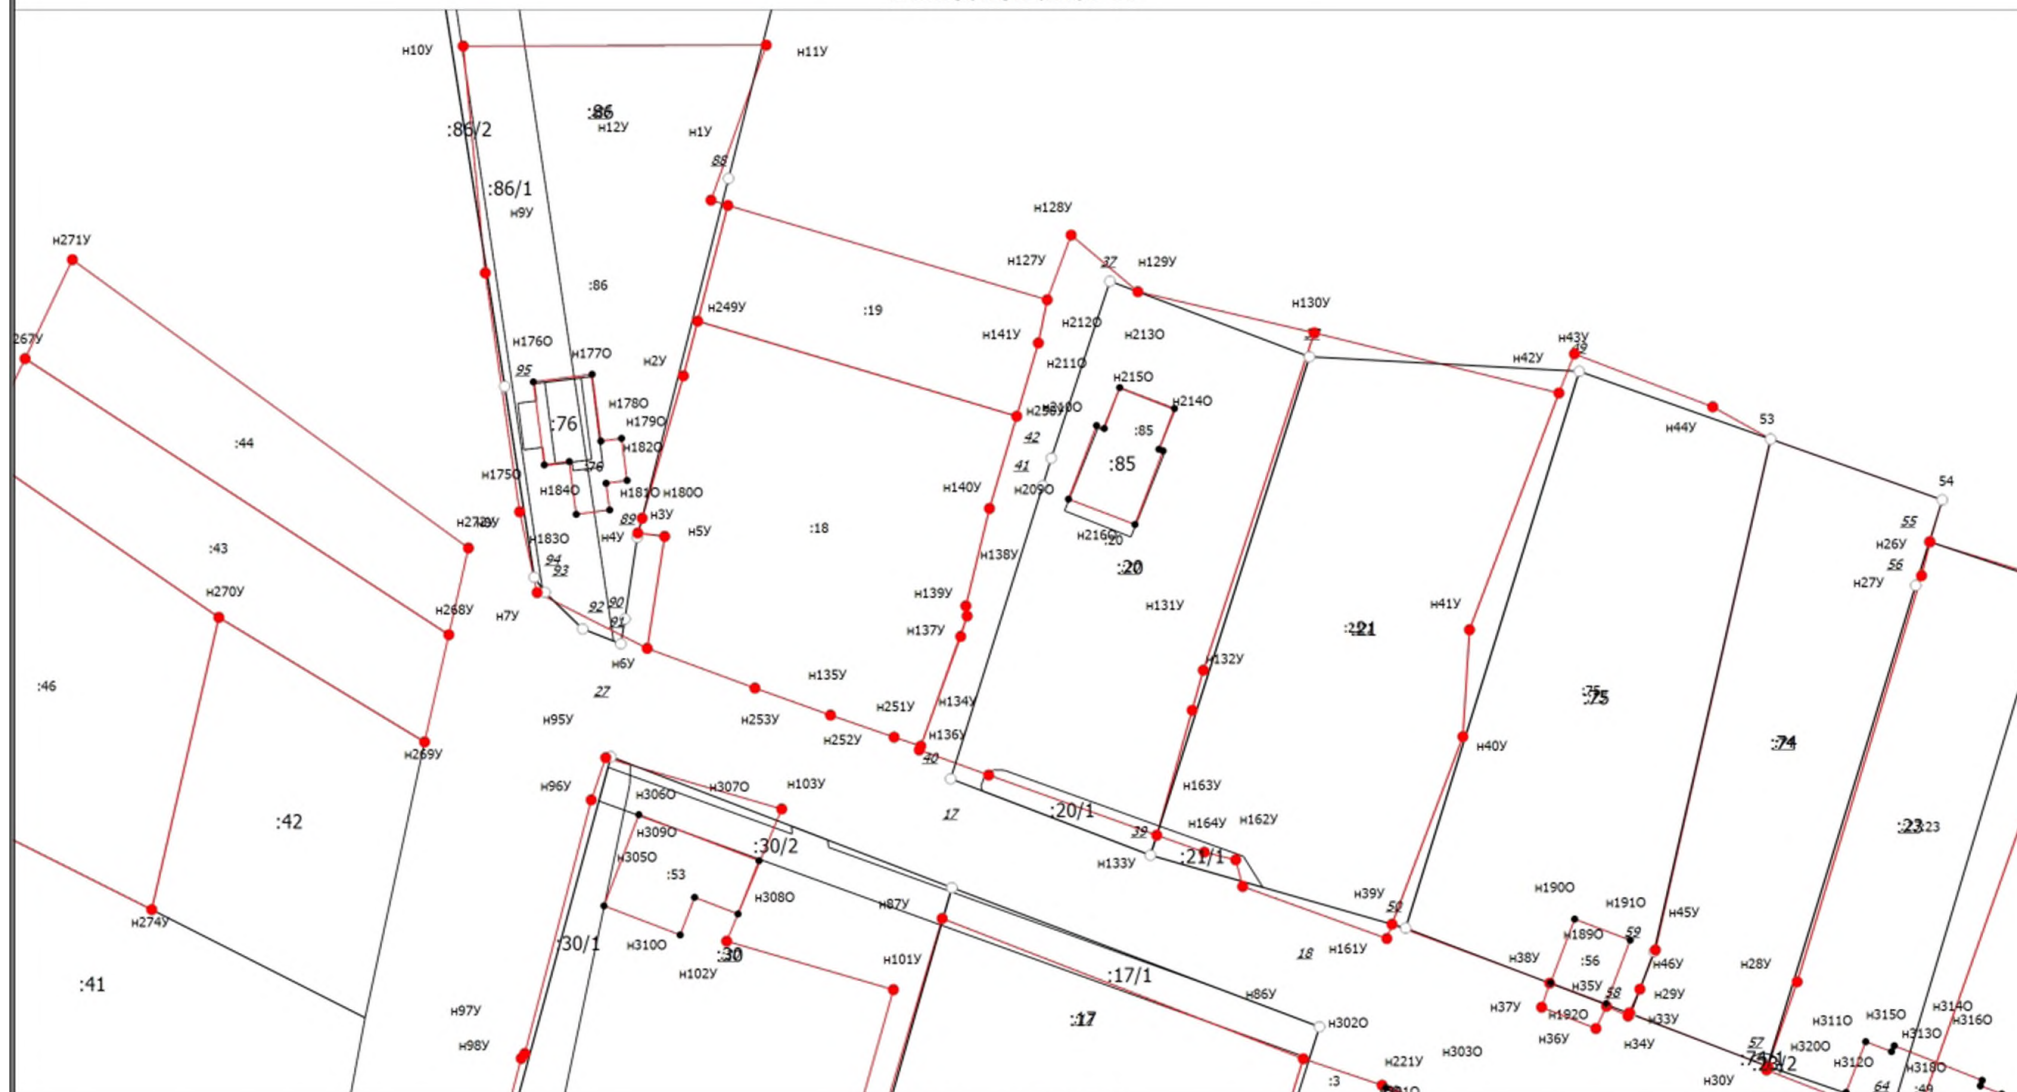 н10У
н11У
:86
:86/2
н12У
н1У
88
:86/1
н9У
н128У
н271У
37
н129У
н127У
:86
н130У
н249У
:19
н212О
н213О
н141У
267У
н176О
н43У
н42У
н177О
н2У
н211О
95
н215О
н214О
н178О
53
:76
н179О
:85
н44У
:44
42
н182О
:85
41
н175О
:76
54
н184О
н181О
н180О
н209О
н140У
89
н3У
:18
55
н183О
н4У
н5У
н216О
:20
н26У
:43
94
93
н138У
:20
56
н27У
н270У
н139У
92
90
н131У
н268У
н7У
91
н137У
н41У
:21
н6У
н132У
:46
27
н135У
:75
н134У
н95У
н253У
н251У
н252У
н136У
:74
н269У
40
н40У
н96У
н307О
н103У
н163У
н306О
17
:20/1
:42
н309О
39
н164У
н162У
:23
:30/2
н305О
н133У
:21/1
:53
н39У
н190О
н308О
н87У
50
н191О
н45У
н274У
59
н189О
:30/1
н310О
:30
18
н161У
н46У
н102У
н101У
н38У
:56
н28У
:41
:17/1
н35У
58
н29У
н86У
н37У
н192О
н33У
н314О
н97У
:17
н302О
н36У
н34У
н311О
н315О
н316О
н98У
57
н320О
н313О
н221У
н303О
н312О
н318О
:3
н30У
64